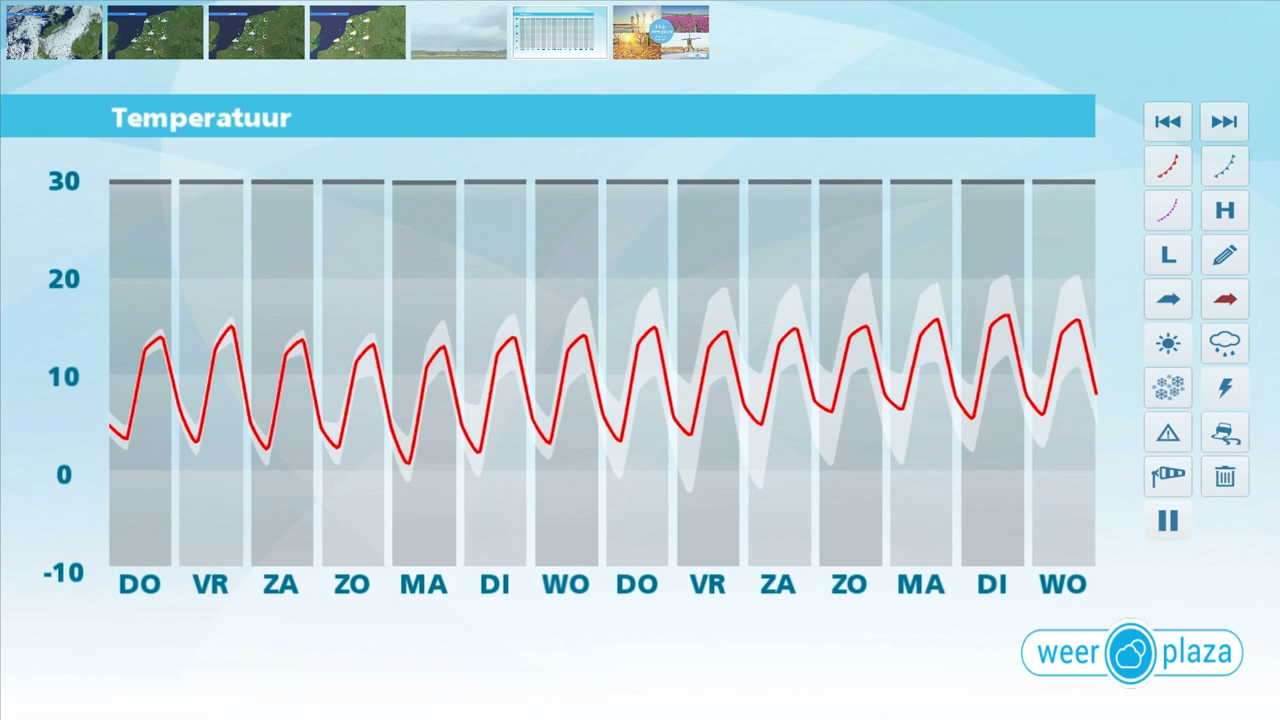 Temperatuur
30
20
10
0
-10
DO VR ZA ZO MA DI WO DO VR ZA ZO MA DI WO
H
L
weer plaza